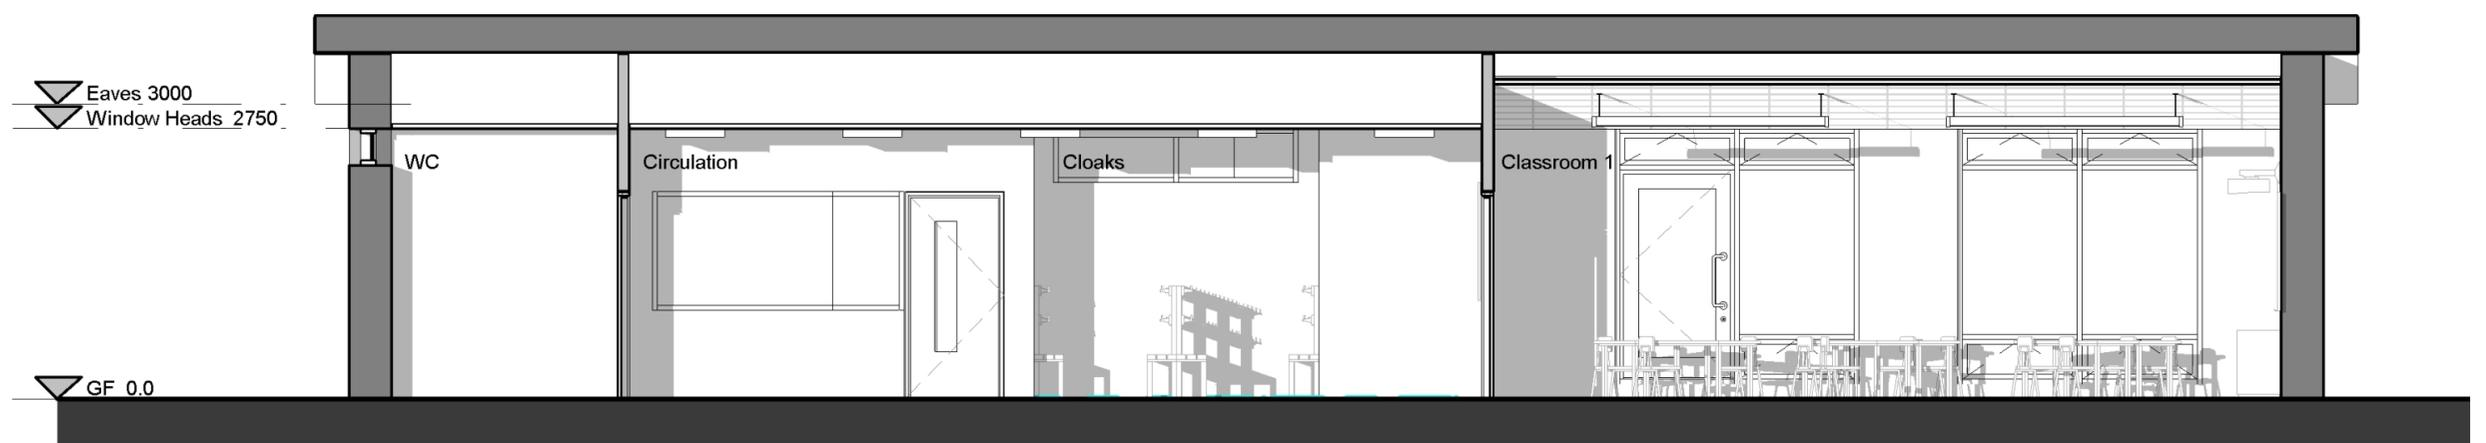 Eaves 3000
Window Heads 2750
WC
Circulation
Cloaks
Classroom 1
GF 0.0